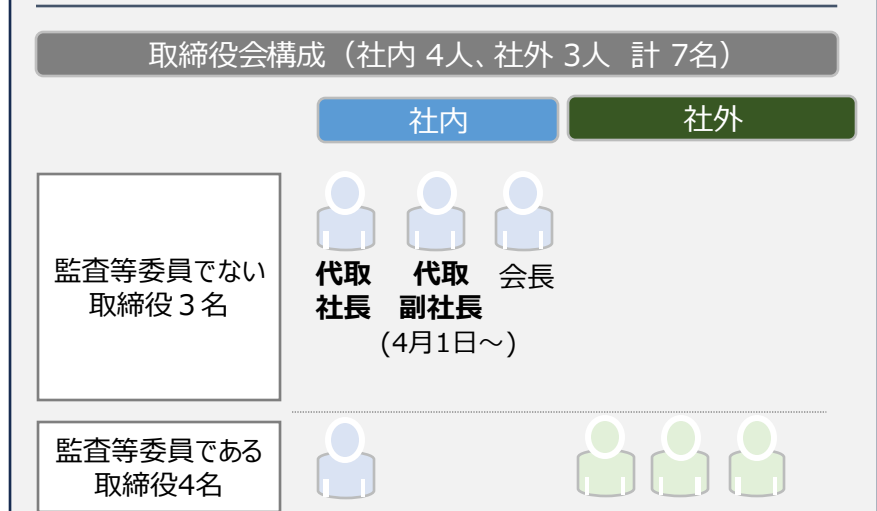 取締役会構成（社内 4人、社外 3人 計 7名）
社内 社外
監査等委員でない
取締役３名
代取 代取 会長
社長 副社長
(4月1日～)
監査等委員である
取締役4名